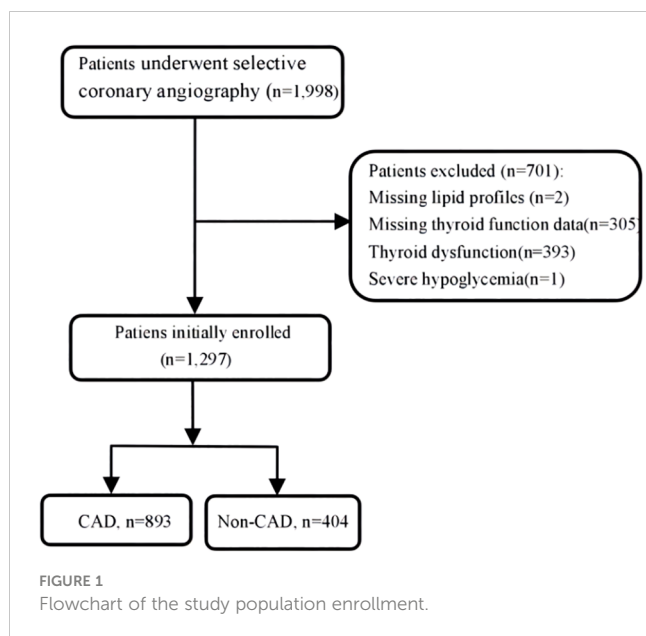 Patients underwent selective
coronary angiography (n=1,998)
Patients excluded (n=701):
Missing lipid profiles (n=2)
Missing thyroid function data(n=305)
Thyroid dysfunction(n=393)
Severe hypoglycemia(n=1)
Patiens initially enrolled
(n=1,297)
CAD, n=893
Non-CAD, n=404
FIGURE 1
Flowchart of the study population enrollment.